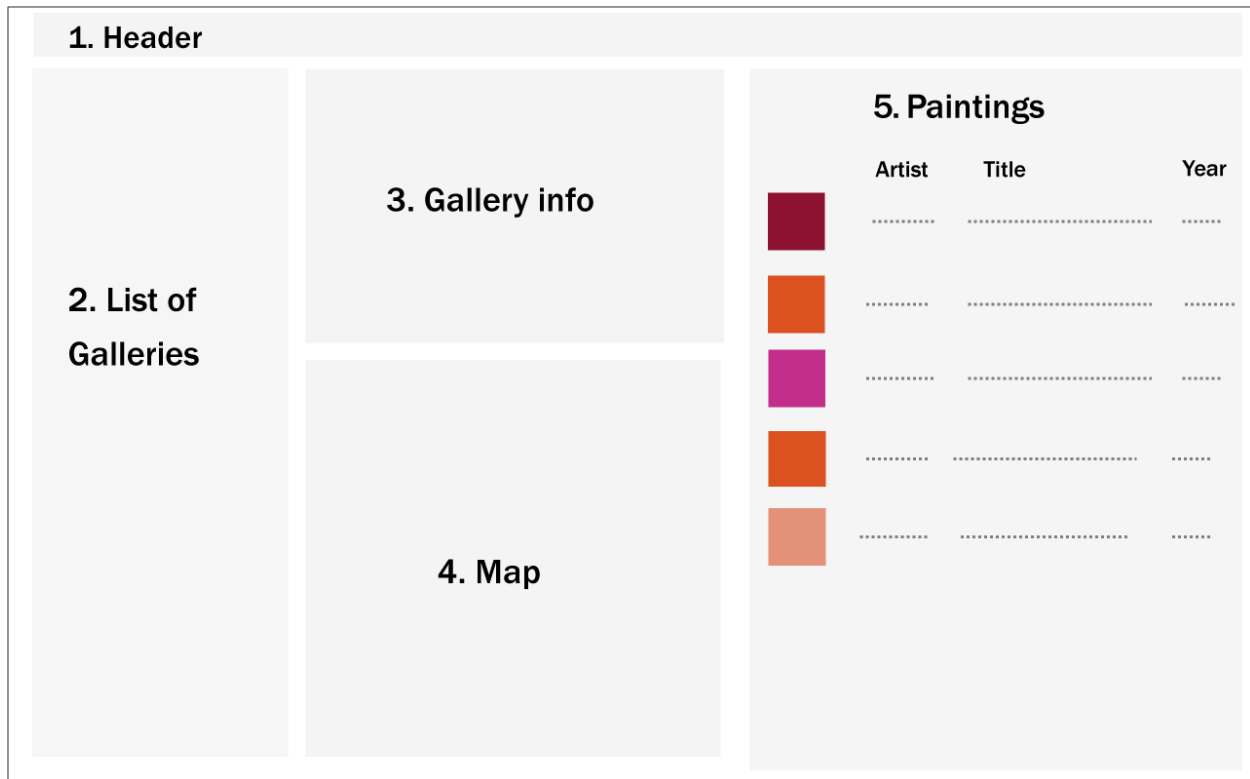 1. Header
2. List of
Galleries
3. Gallery info
4. Map
5. Paintings
Artist Title Year